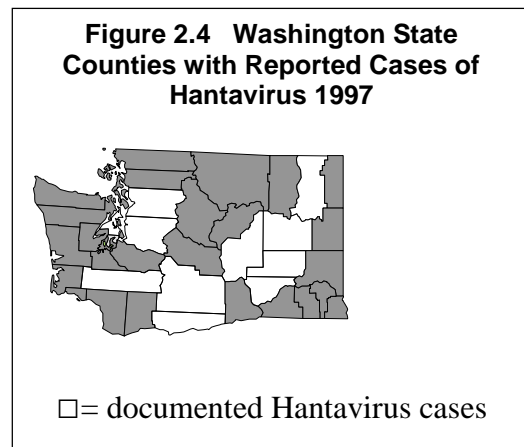 Figure 2.4 Washington State
Counties with Reported Cases of
Hantavirus 1997
□= documented Hantavirus cases